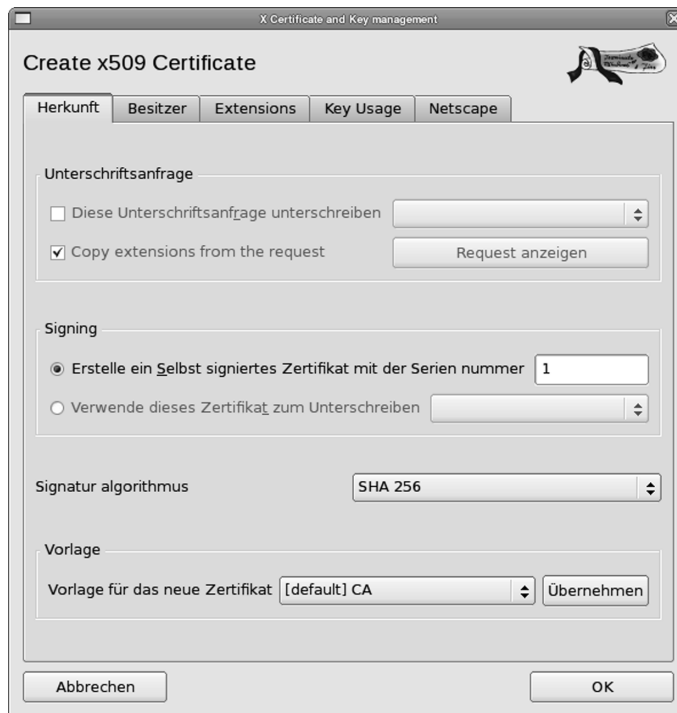 X Certificate and Key management
Create x509 Certificate
Herkunft Besitzer Extensions Key Usage Netscape
Unterschriftsanfrage
Diese Unterschriftsanfrage unterschreiben
Copy extensions from the request Request anzeigen
Signing
Erstelle ein Selbst signiertes Zertifikat mit der Serien nummer 1
Verwende dieses Zertifikat zum Unterschreiben
Signatur algorithmus SHA 256
Vorlage
Vorlage für das neue Zertifikat [default] CA Übernehmen
Abbrechen OK